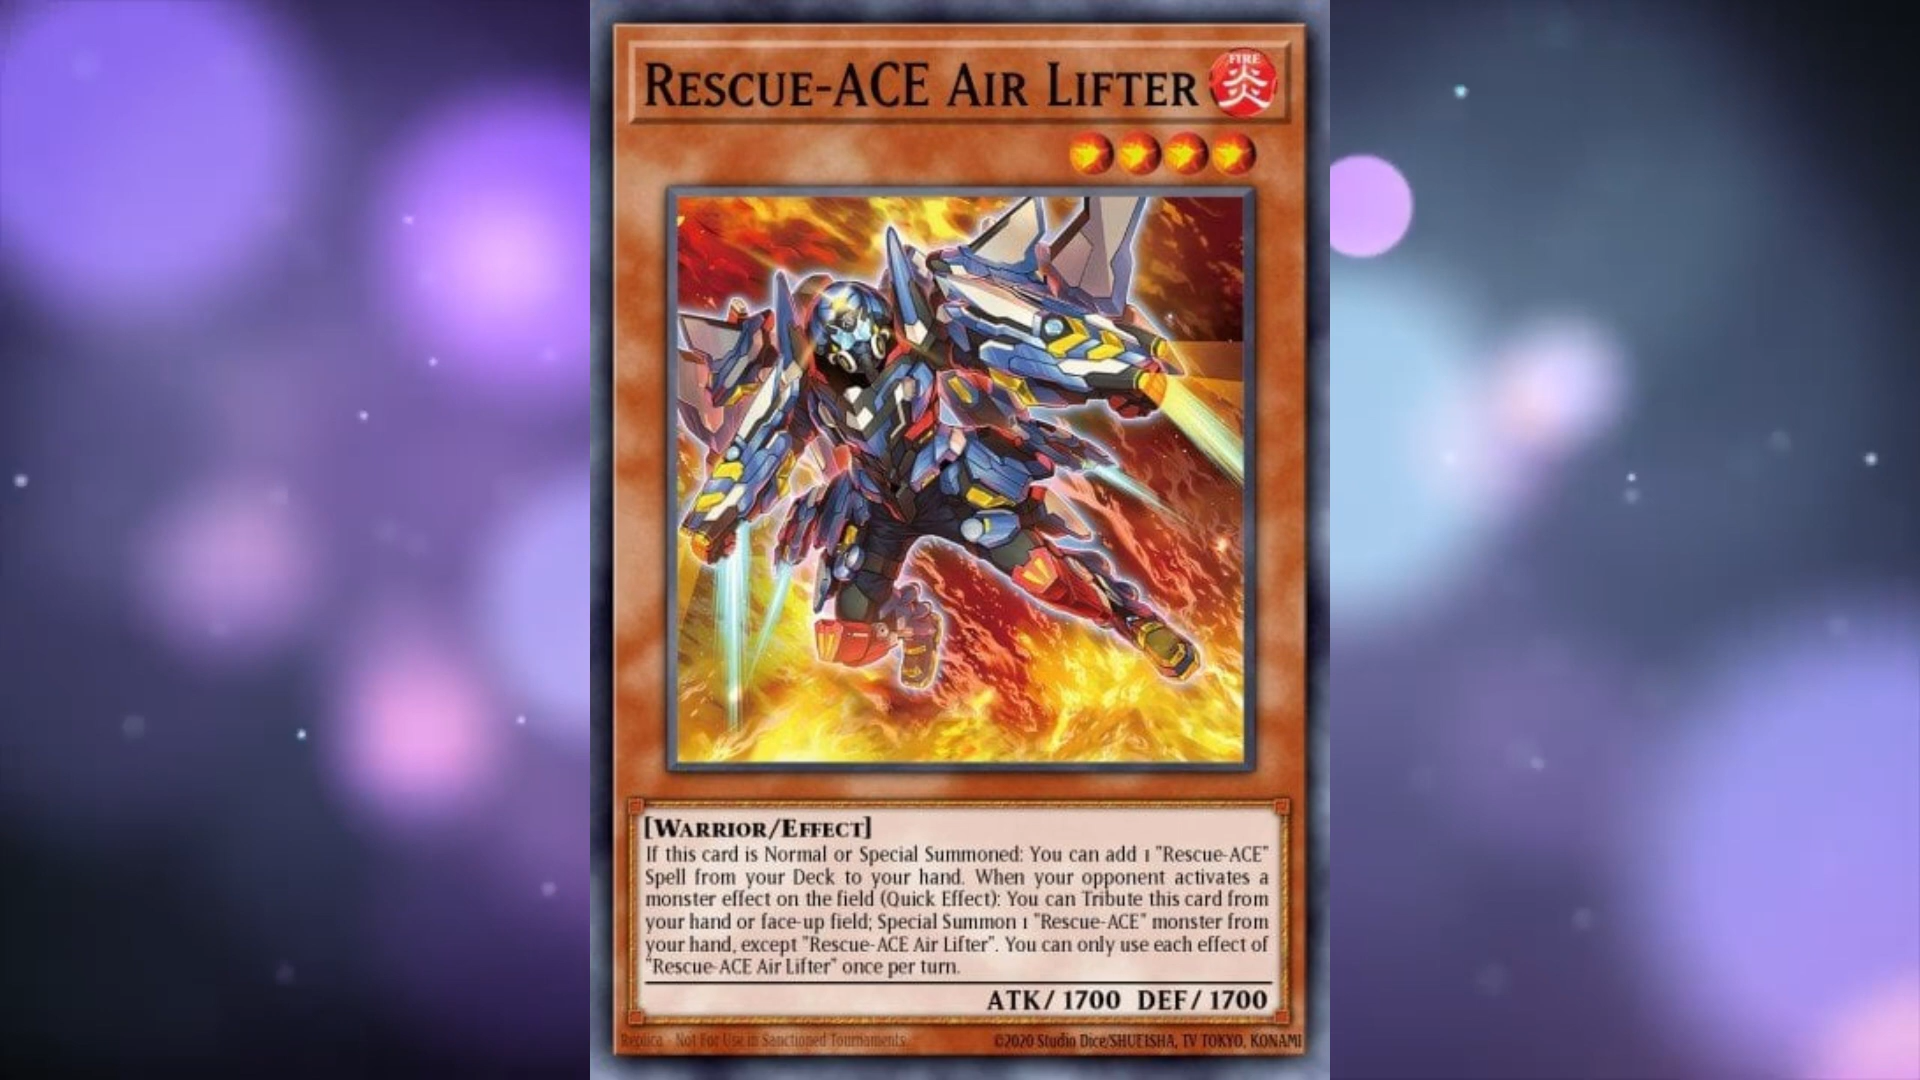 Rescue-ACE Air Lifter
FIRE
炎
[Warrior/Effect]
If this card is Normal or Special Summoned: You can add 1 "Rescue-ACE"
Spell from your Deck to your hand. When your opponent activates a
monster effect on the field (Quick Effect): You can Tribute this card from
your hand or face-up field; Special Summon 1 "Rescue-ACE" monster from
your hand, except "Rescue-ACE Air Lifter". You can only use each effect of
"Rescue-ACE Air Lifter" once per turn.
ATK/ 1700 DEF/ 1700
Replica - Not For Use in Sanctioned Tournaments.
©2020 Studio Dice/SHUEISHA, TV TOKYO, KONAMI